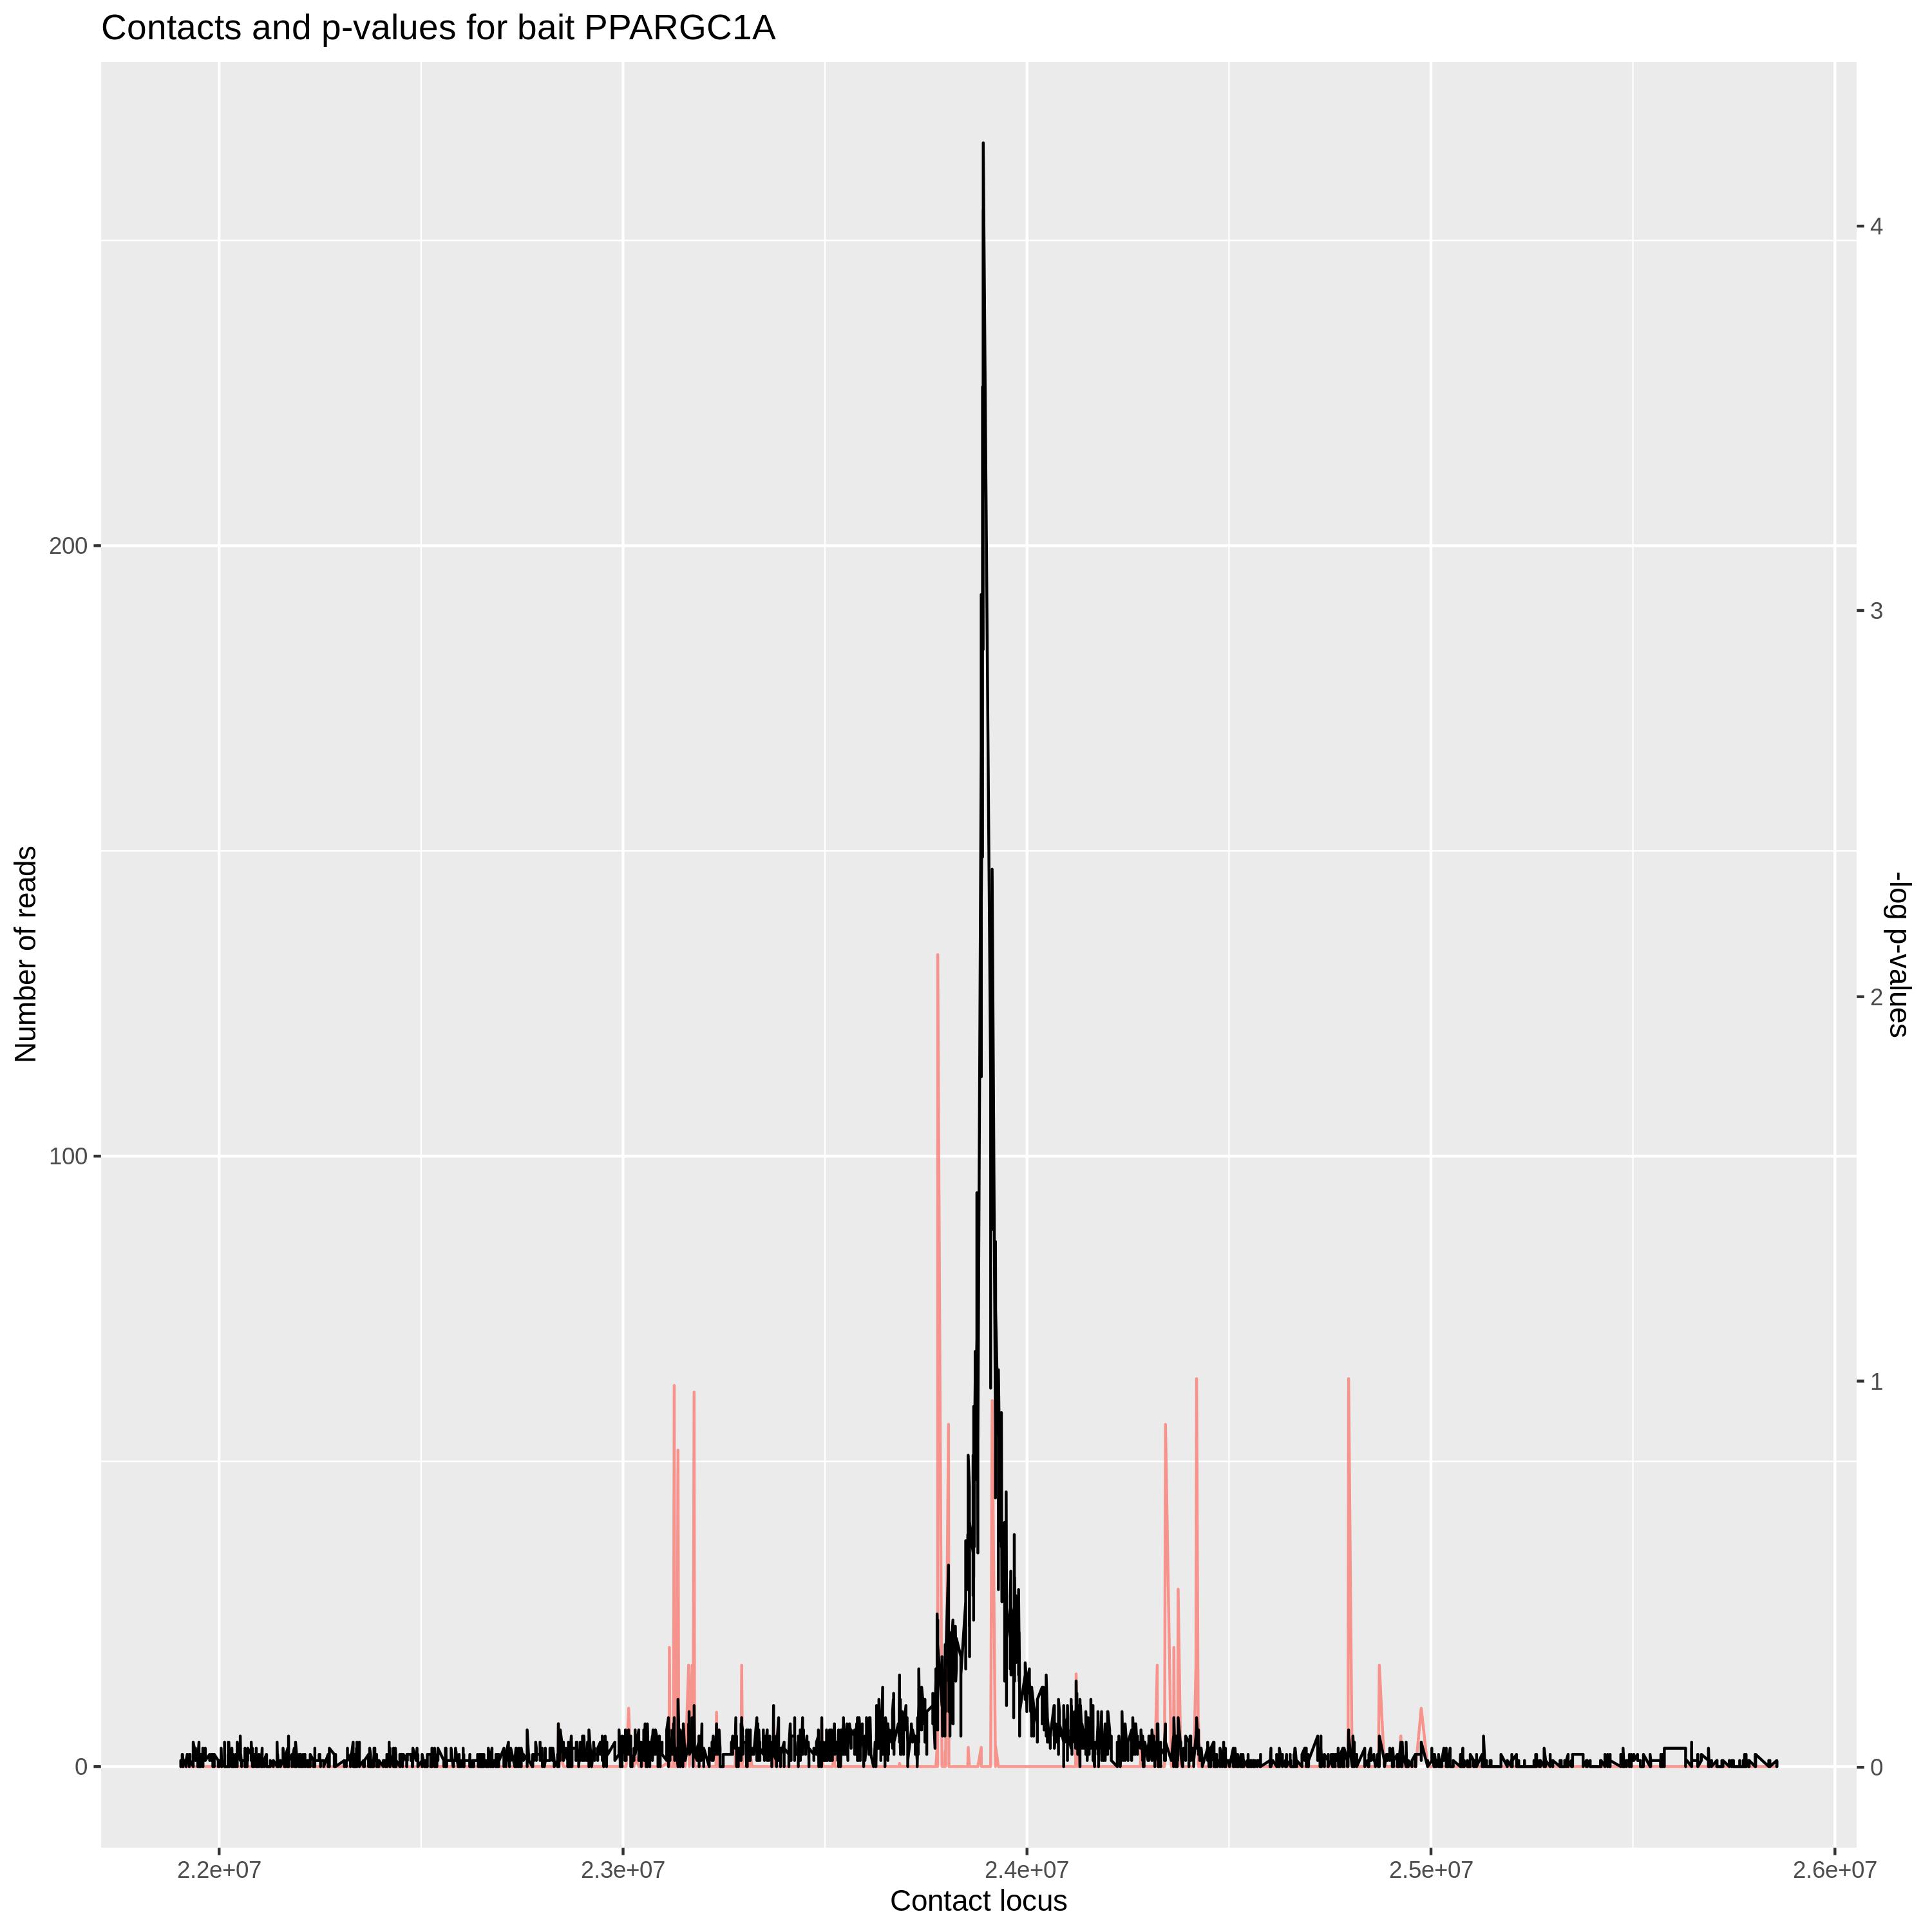 Contacts and p-values for bait PPARGC1A
Number of reads
200
100
0
4
3
2
1
0
-log p-values
2.2e+07
2.3e+07
2.4e+07
2.5e+07
2.6e+07
Contact locus